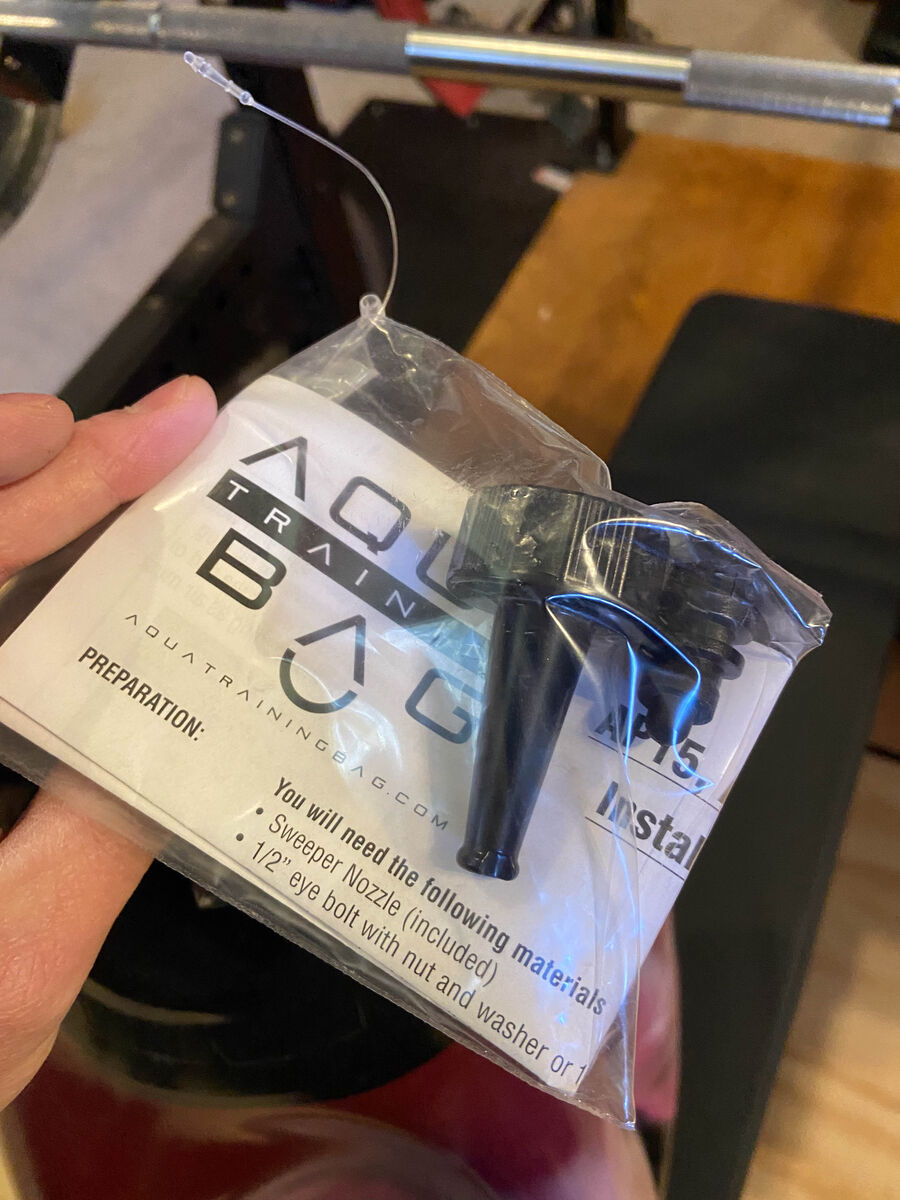 AQU
TRAIN
BAG
AQUATRAININGBAG.COM
PREPARATION:
You will need the following materials
• Sweeper Nozzle (included)
• 1/2" eye bolt with nut and washer or 1
AP15,
Instal